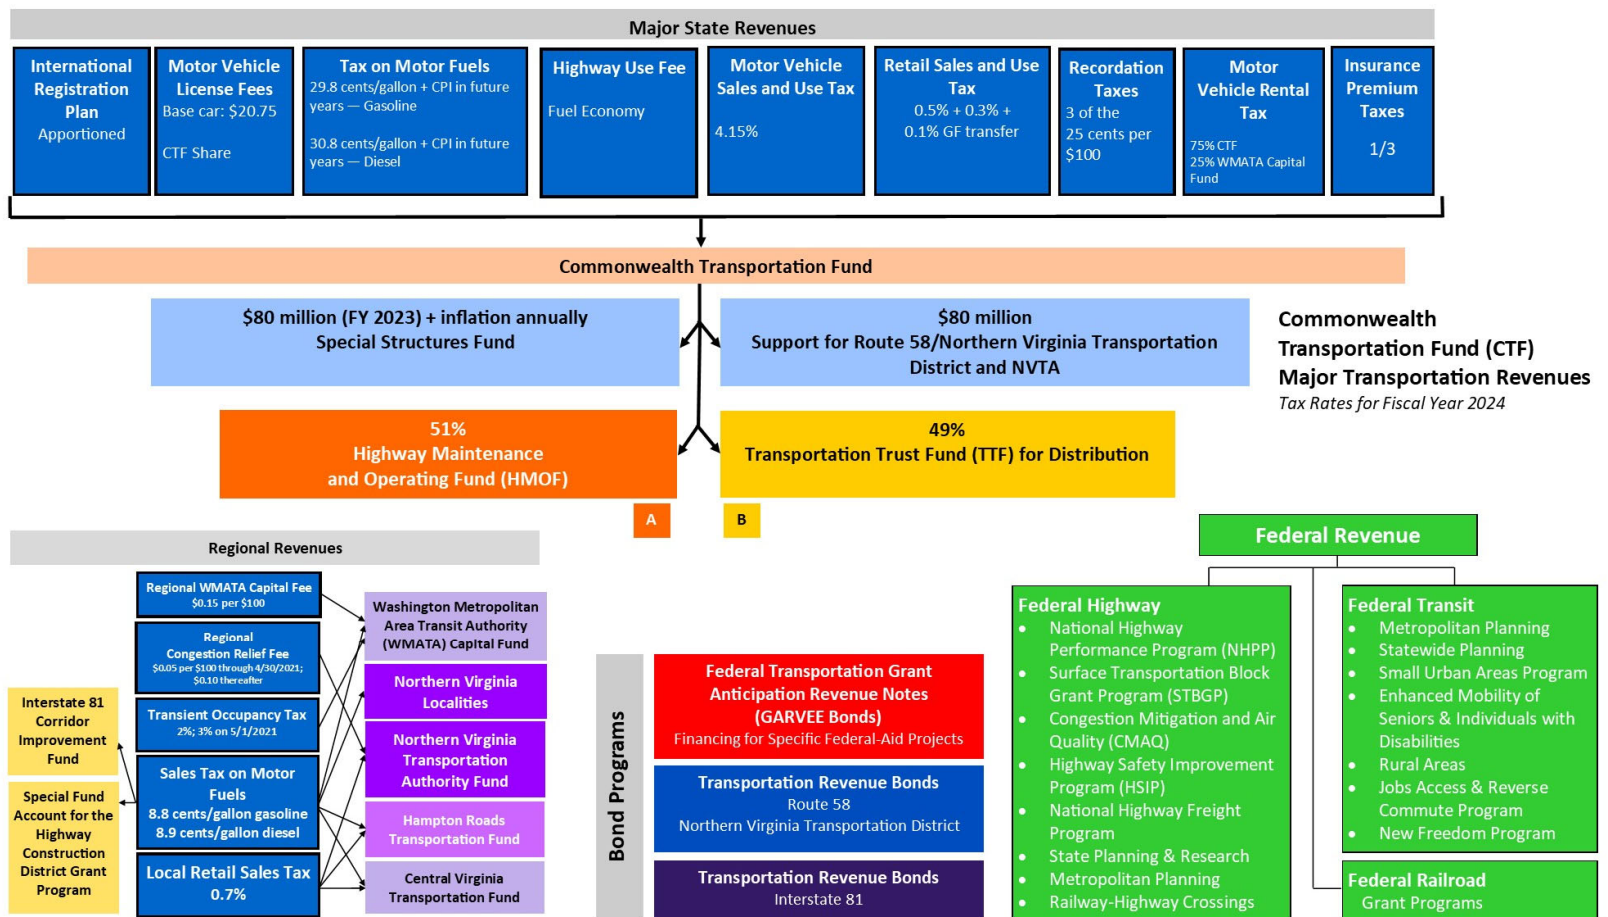 Major State Revenues
International
Registration
Plan
Apportioned
Motor Vehicle
License Fees
Base car: $20.75
CTF Share
Tax on Motor Fuels
29.8 cents/gallon + CPI in future
years — Gasoline
30.8 cents/gallon + CPI in future
years — Diesel
Highway Use Fee
Fuel Economy
Motor Vehicle
Sales and Use Tax
4.15%
Retail Sales and Use
Tax
0.5% + 0.3% +
0.1% GF transfer
Recordation
Taxes
3 of the
25 cents per
$100
Motor
Vehicle Rental
Tax
75% CTF
25% WMATA Capital
Fund
Insurance
Premium
Taxes
1/3
Commonwealth Transportation Fund
$80 million (FY 2023) + inflation annually
Special Structures Fund
$80 million
Support for Route 58/Northern Virginia Transportation
District and NVTA
Commonwealth
Transportation Fund (CTF)
Major Transportation Revenues
Tax Rates for Fiscal Year 2024
51%
Highway Maintenance
and Operating Fund (HMOF)
49%
Transportation Trust Fund (TTF) for Distribution
A
B
Regional Revenues
Regional WMATA Capital Fee
$0.15 per $100
Regional
Congestion Relief Fee
$0.05 per $100 through 4/30/2021;
$0.10 thereafter
Transient Occupancy Tax
2%; 3% on 5/1/2021
Sales Tax on Motor
Fuels
8.8 cents/gallon gasoline
8.9 cents/gallon diesel
Local Retail Sales Tax
0.7%
Interstate 81
Corridor
Improvement
Fund
Special Fund
Account for the
Highway
Construction
District Grant
Program
Washington Metropolitan
Area Transit Authority
(WMATA) Capital Fund
Northern Virginia
Localities
Northern Virginia
Transportation
Authority Fund
Hampton Roads
Transportation Fund
Central Virginia
Transportation Fund
Bond Programs
Federal Transportation Grant
Anticipation Revenue Notes
(GARVEE Bonds)
Financing for Specific Federal-Aid Projects
Transportation Revenue Bonds
Route 58
Northern Virginia Transportation District
Transportation Revenue Bonds
Interstate 81
Federal Revenue
Federal Highway
• National Highway
Performance Program (NHPP)
• Surface Transportation Block
Grant Program (STBGP)
• Congestion Mitigation and Air
Quality (CMAQ)
• Highway Safety Improvement
Program (HSIP)
• National Highway Freight
Program
• State Planning & Research
• Metropolitan Planning
• Railway-Highway Crossings
Federal Transit
• Metropolitan Planning
• Statewide Planning
• Small Urban Areas Program
• Enhanced Mobility of
Seniors & Individuals with
Disabilities
• Rural Areas
• Jobs Access & Reverse
Commute Program
• New Freedom Program
Federal Railroad
Grant Programs